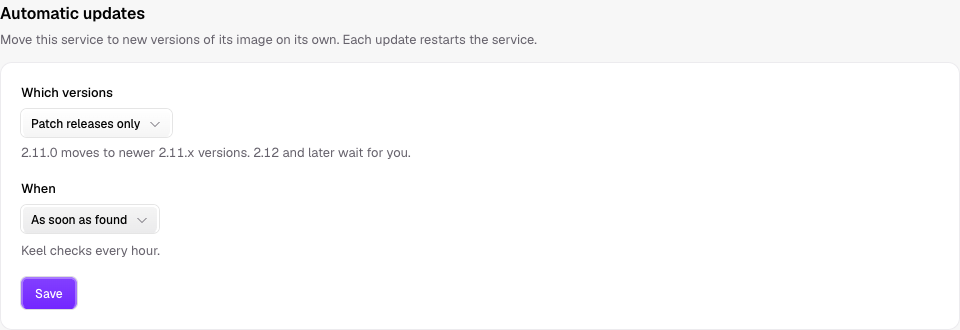 Automatic updates
Move this service to new versions of its image on its own. Each update restarts the service.
Which versions
Patch releases only
2.11.0 moves to newer 2.11.x versions. 2.12 and later wait for you.
When
As soon as found
Keel checks every hour.
Save